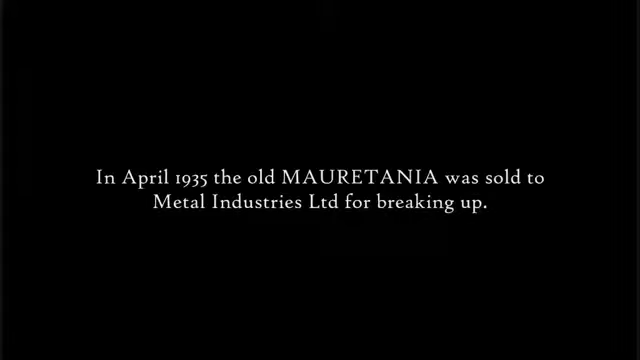 In April 1935 the old MAURETANIA was sold to
Metal Industries Ltd for breaking up.